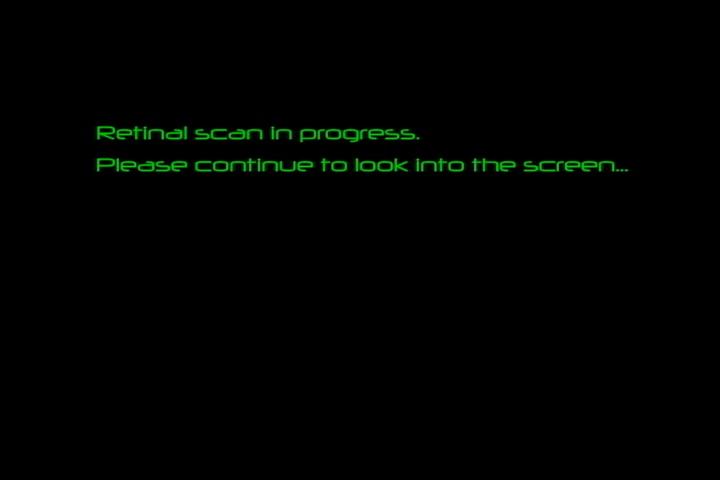 Retinal scan in progress.
Please continue to look into the screen...